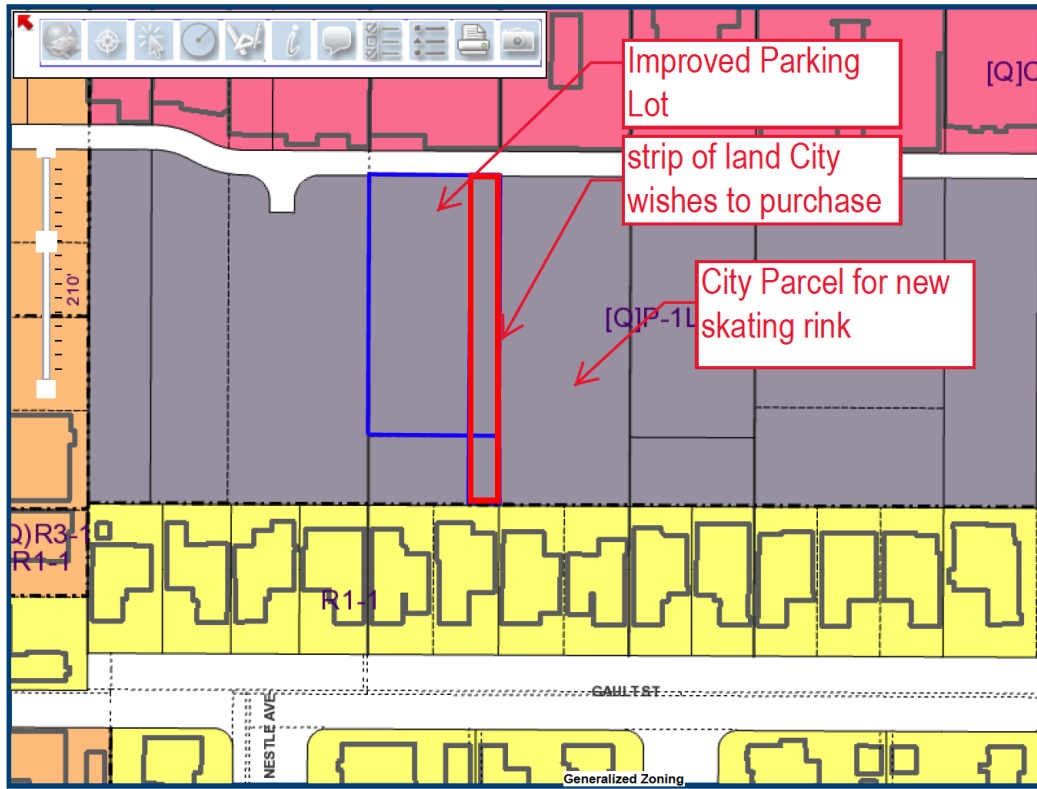 Improved Parking
Lot
[Q]C
strip of land City
wishes to purchase
210'
City Parcel for new
skating rink
[Q]P-1L
Q)R3-1
R1-1
R1-1
GAULT ST
NESTLE AVE
Generalized Zoning